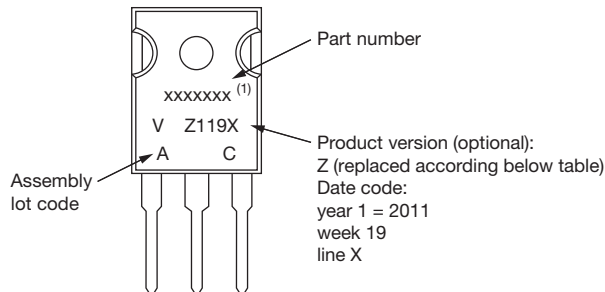 Part number
xxxxxxx (1)
V Z119X
A C
Assembly
lot code
Product version (optional):
Z (replaced according below table)
Date code:
year 1 = 2011
week 19
line X